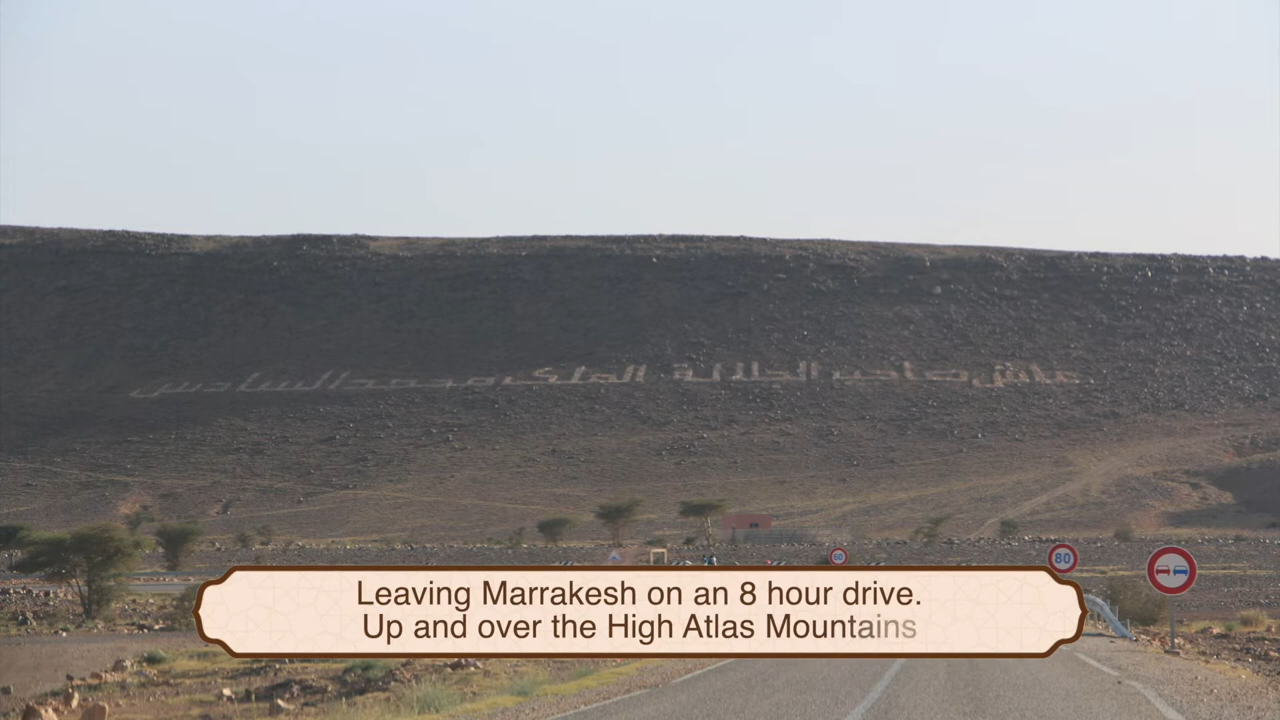 عاش صاحب الجلالة الملك محمد السادس
60
80
Leaving Marrakesh on an 8 hour drive.
Up and over the High Atlas Mountains